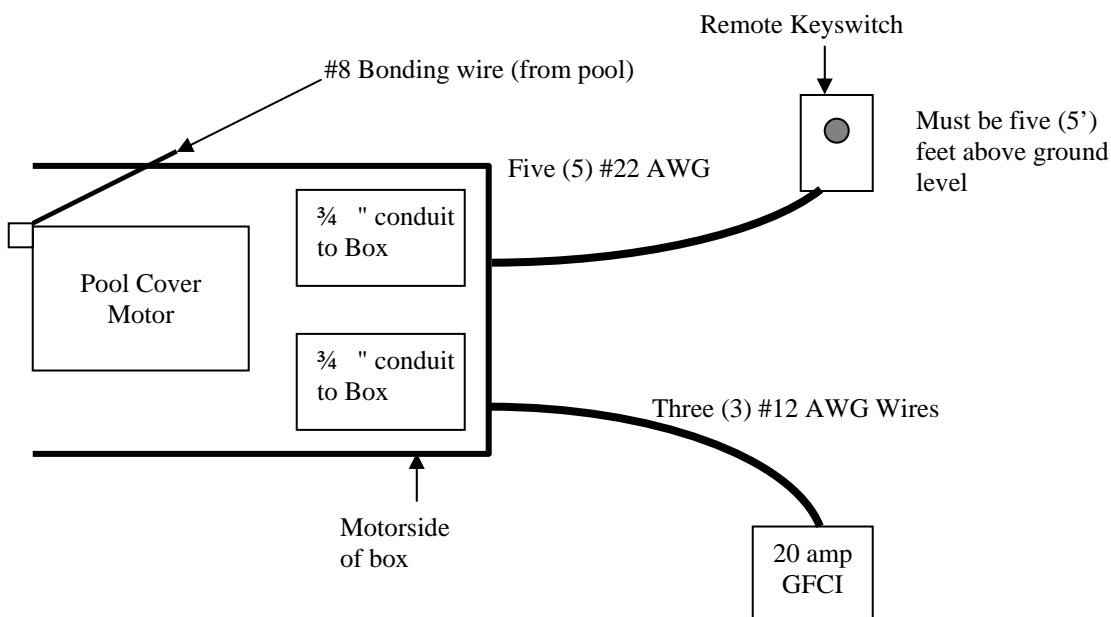 Remote Keyswitch
#8 Bonding wire (from pool)
Must be five (5’)
feet above ground
level
Five (5) #22 AWG
¾ " conduit
to Box
Pool Cover
Motor
¾ " conduit
to Box
Three (3) #12 AWG Wires
Motorside
of box
20 amp
GFCI